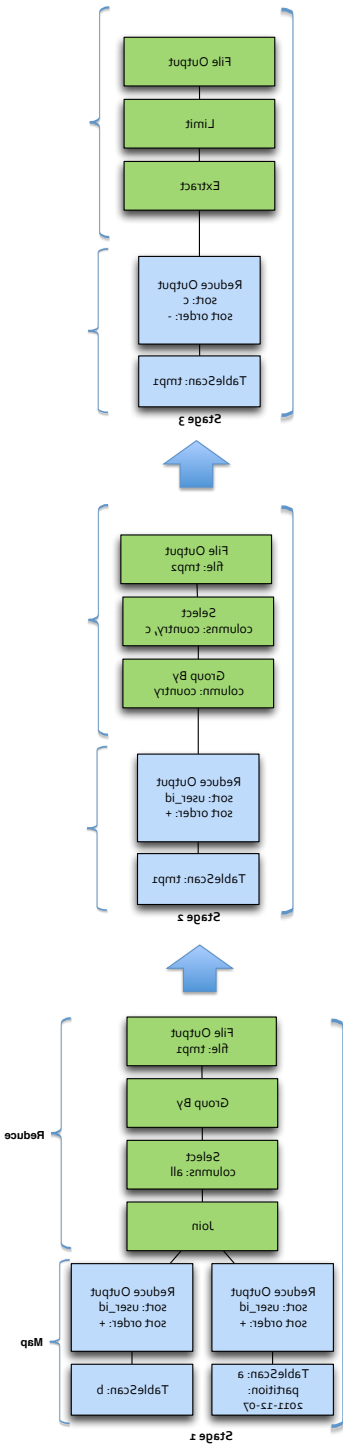 File Output
Limit
Extract
Reduce Output
sort: c
sort order: -
TableScan: tmp1
Stage 3
File Output
file: tmp2
Select
columns: country, c
Group By
column: country
Reduce Output
sort: user_id
sort order: +
TableScan: tmp1
Stage 2
File Output
file: tmp1
Group By
Reduce
Select
columns: all
Join
Reduce Output
sort: user_id
sort order: +
Reduce Output
sort: user_id
sort order: +
Map
TableScan: a
partition:
2011-12-07
TableScan: b
Stage 1